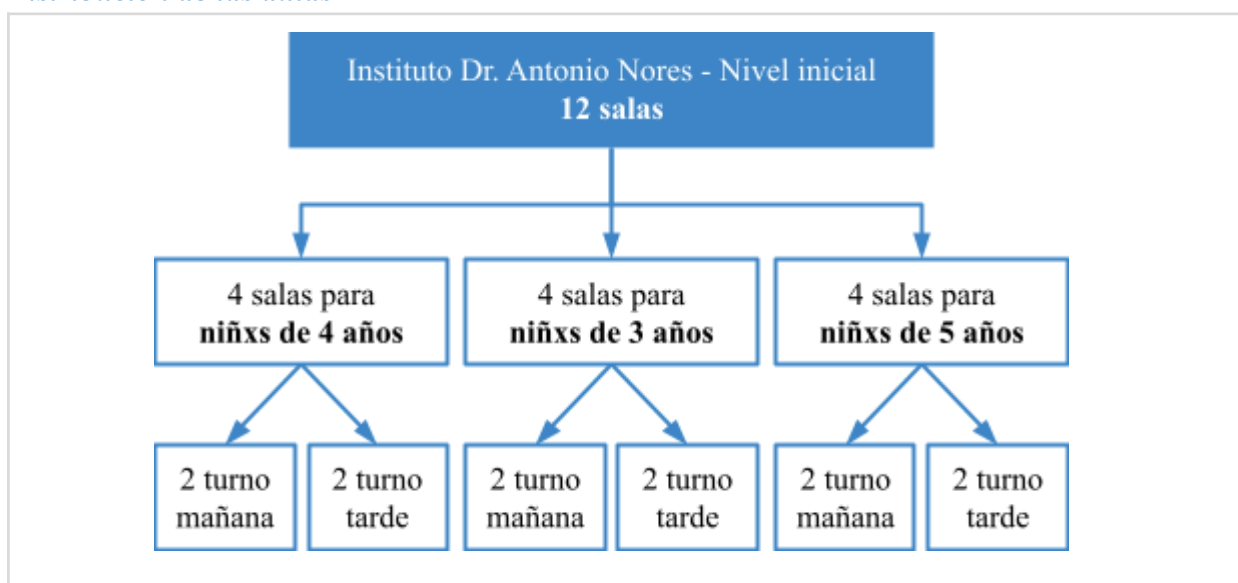 Instituto Dr. Antonio Nores - Nivel inicial
12 salas
4 salas para
niñxs de 4 años
4 salas para
niñxs de 3 años
4 salas para
niñxs de 5 años
2 turno
mañana
2 turno
tarde
2 turno
mañana
2 turno
tarde
2 turno
mañana
2 turno
tarde